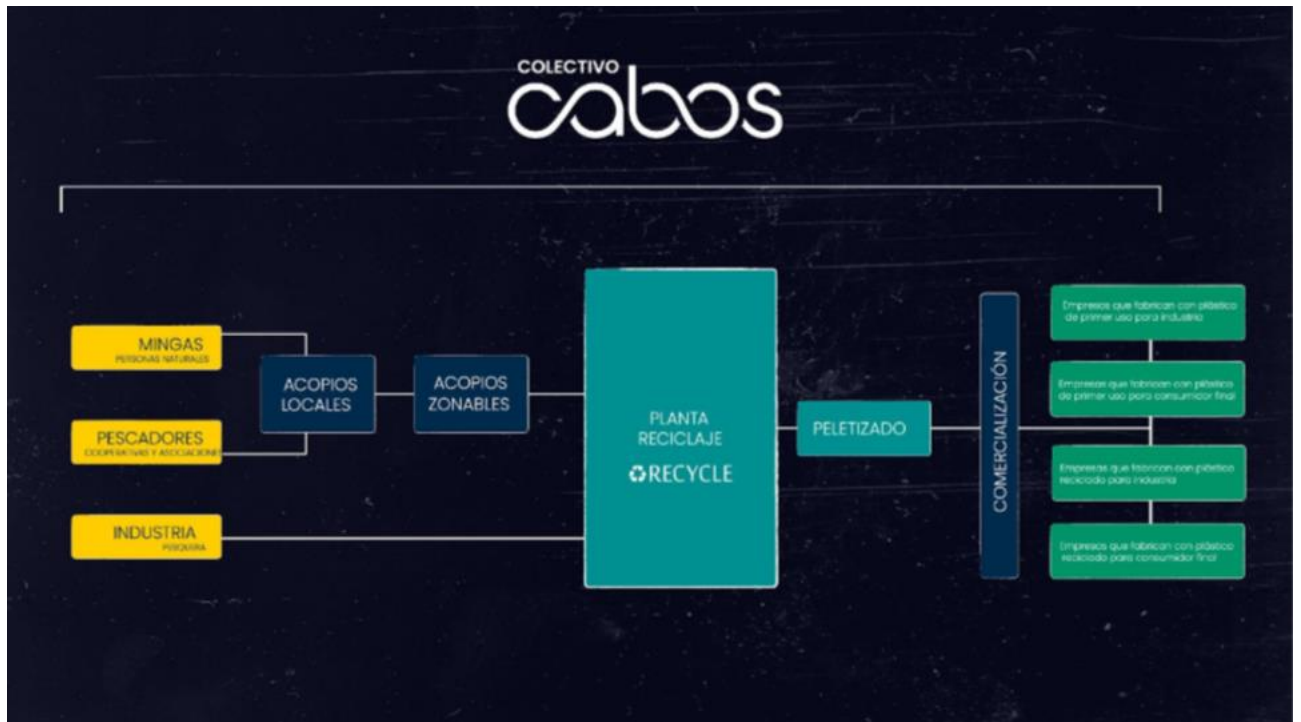 COLECTIVO
cabos
MINGAS
PERSONAS NATURALES
PESCADORES
COOPERATIVAS Y ASOCIACIONES
INDUSTRIA
PESQUERA
ACOPIOS
LOCALES
ACOPIOS
ZONABLES
PLANTA
RECICLAJE
RECYCLE
PELETIZADO
COMERCIALIZACIÓN
Empresas que fabrican con plástico
de primer uso para industria
Empresas que fabrican con plástico
de primer uso para consumidor final
Empresas que fabrican con plástico
reciclado para industria
Empresas que fabrican con plástico
reciclado para consumidor final